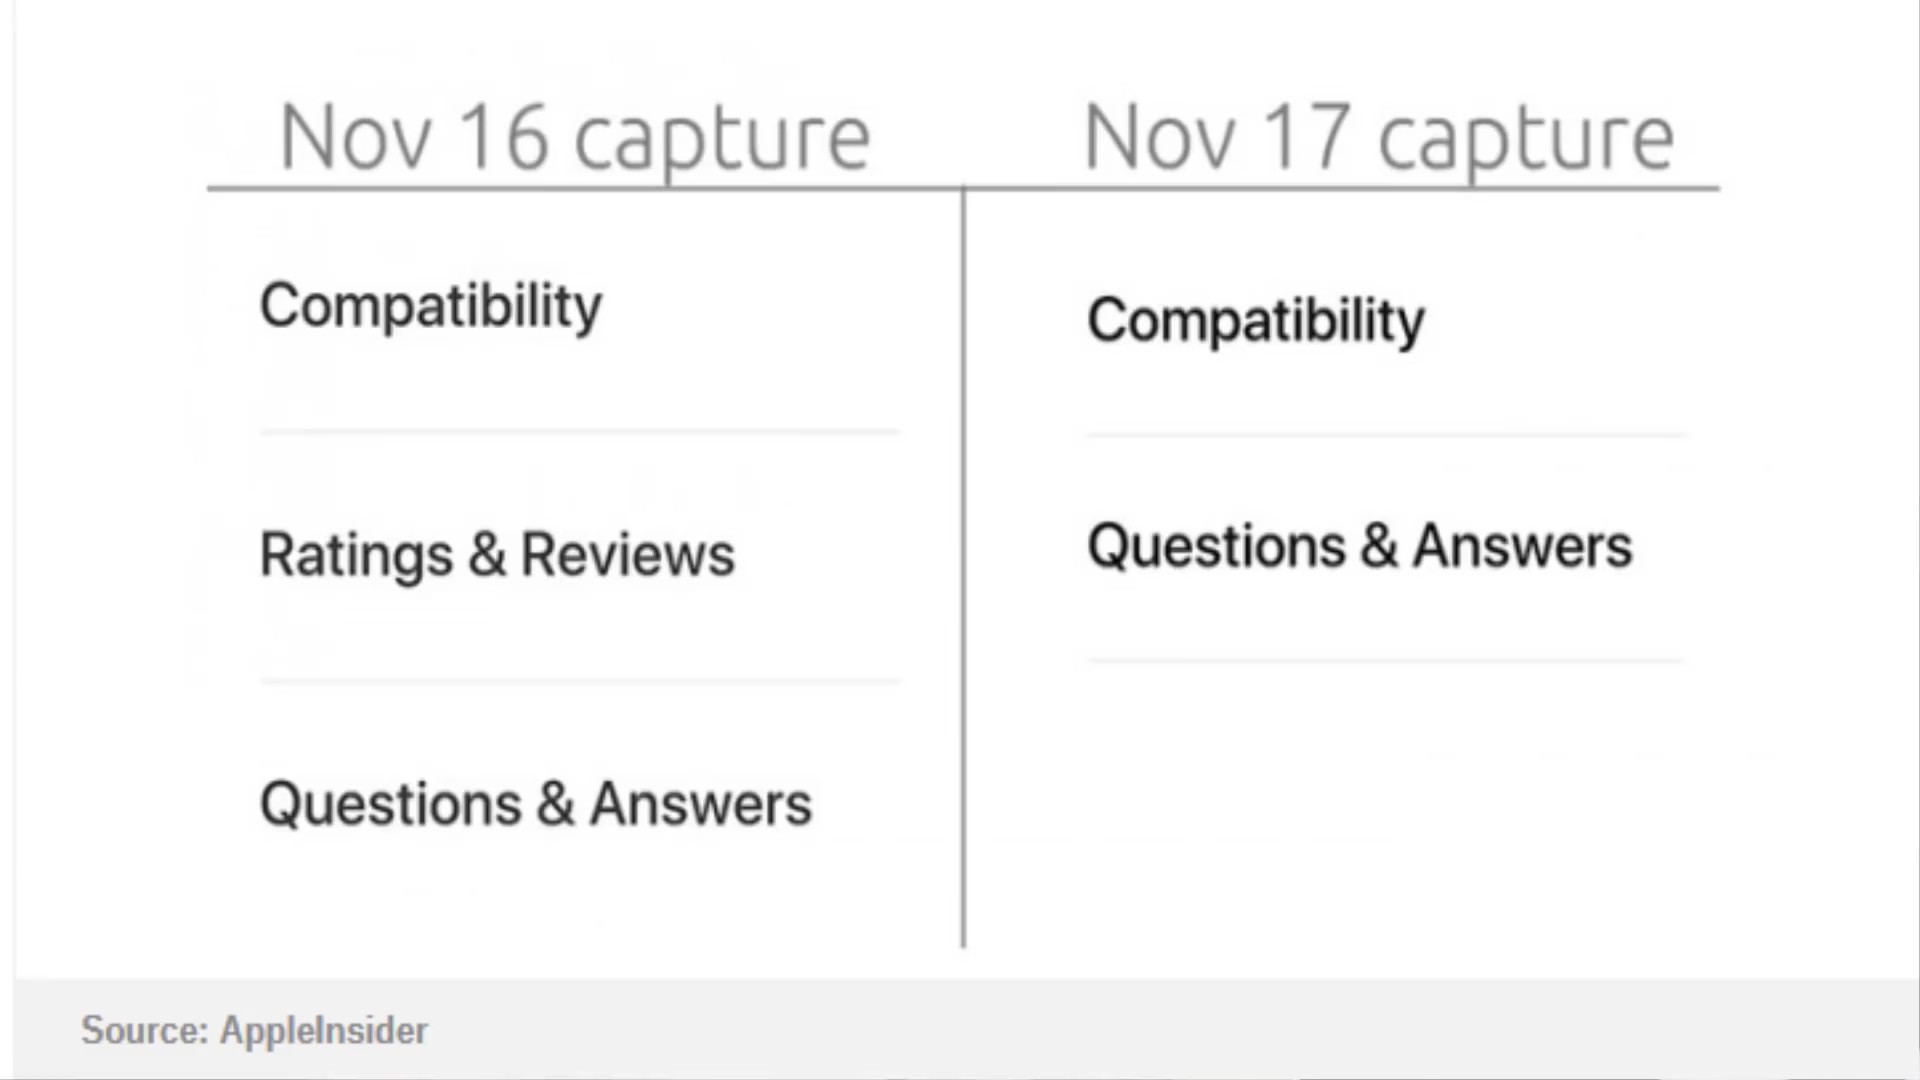 Nov 16 capture
Nov 17 capture
Compatibility
Compatibility
Ratings & Reviews
Questions & Answers
Questions & Answers
Source: AppleInsider